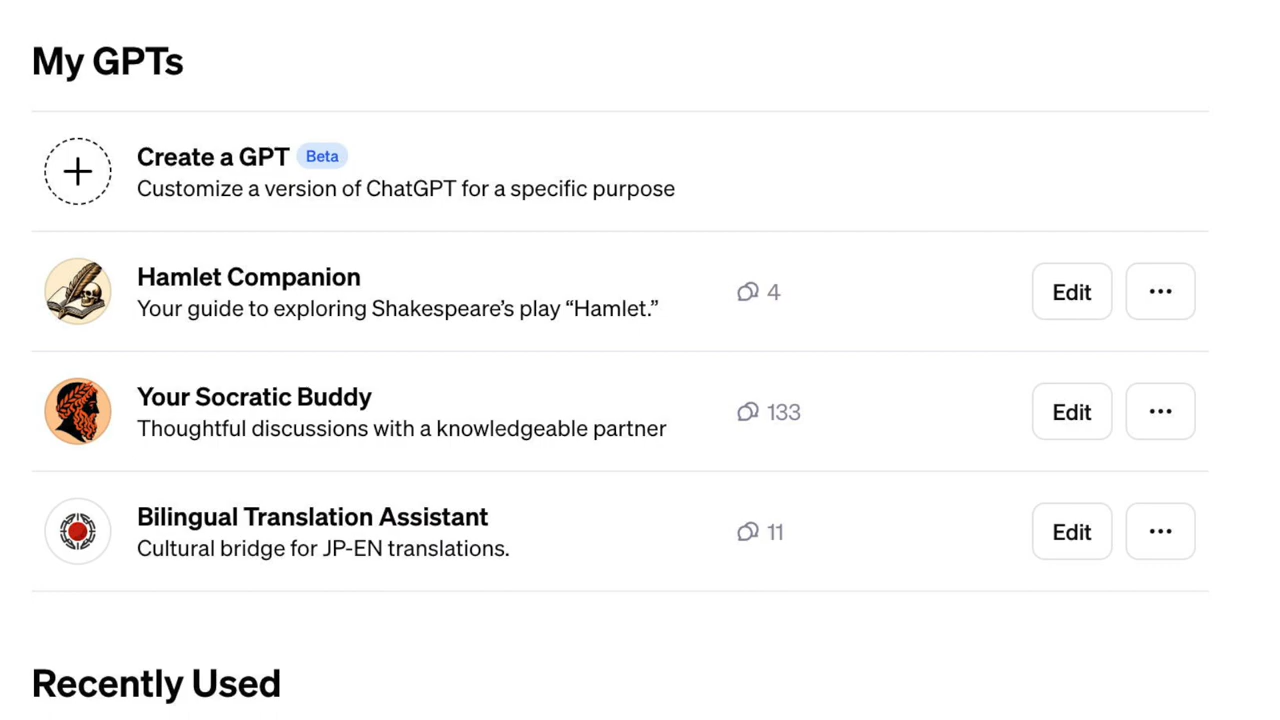 My GPTs
Create a GPT Beta
Customize a version of ChatGPT for a specific purpose
Hamlet Companion
Your guide to exploring Shakespeare’s play “Hamlet.”
4
Edit
...
Your Socratic Buddy
Thoughtful discussions with a knowledgeable partner
133
Edit
...
Bilingual Translation Assistant
Cultural bridge for JP-EN translations.
11
Edit
...
Recently Used